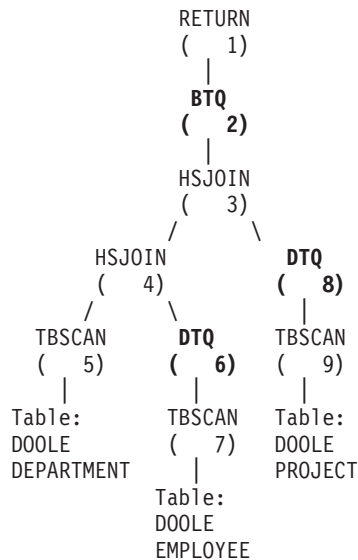 RETURN
( 1)
|
BTQ
( 2)
|
HSJOIN
( 3)
/ \
HSJOIN DTQ
( 4) ( 8)
/ \ |
TBSCAN DTQ TBSCAN
( 5) ( 6) ( 9)
| | |
Table: TBSCAN Table:
DOOLE ( 7) DOOLE
DEPARTMENT | PROJECT
Table:
DOOLE
EMPLOYEE